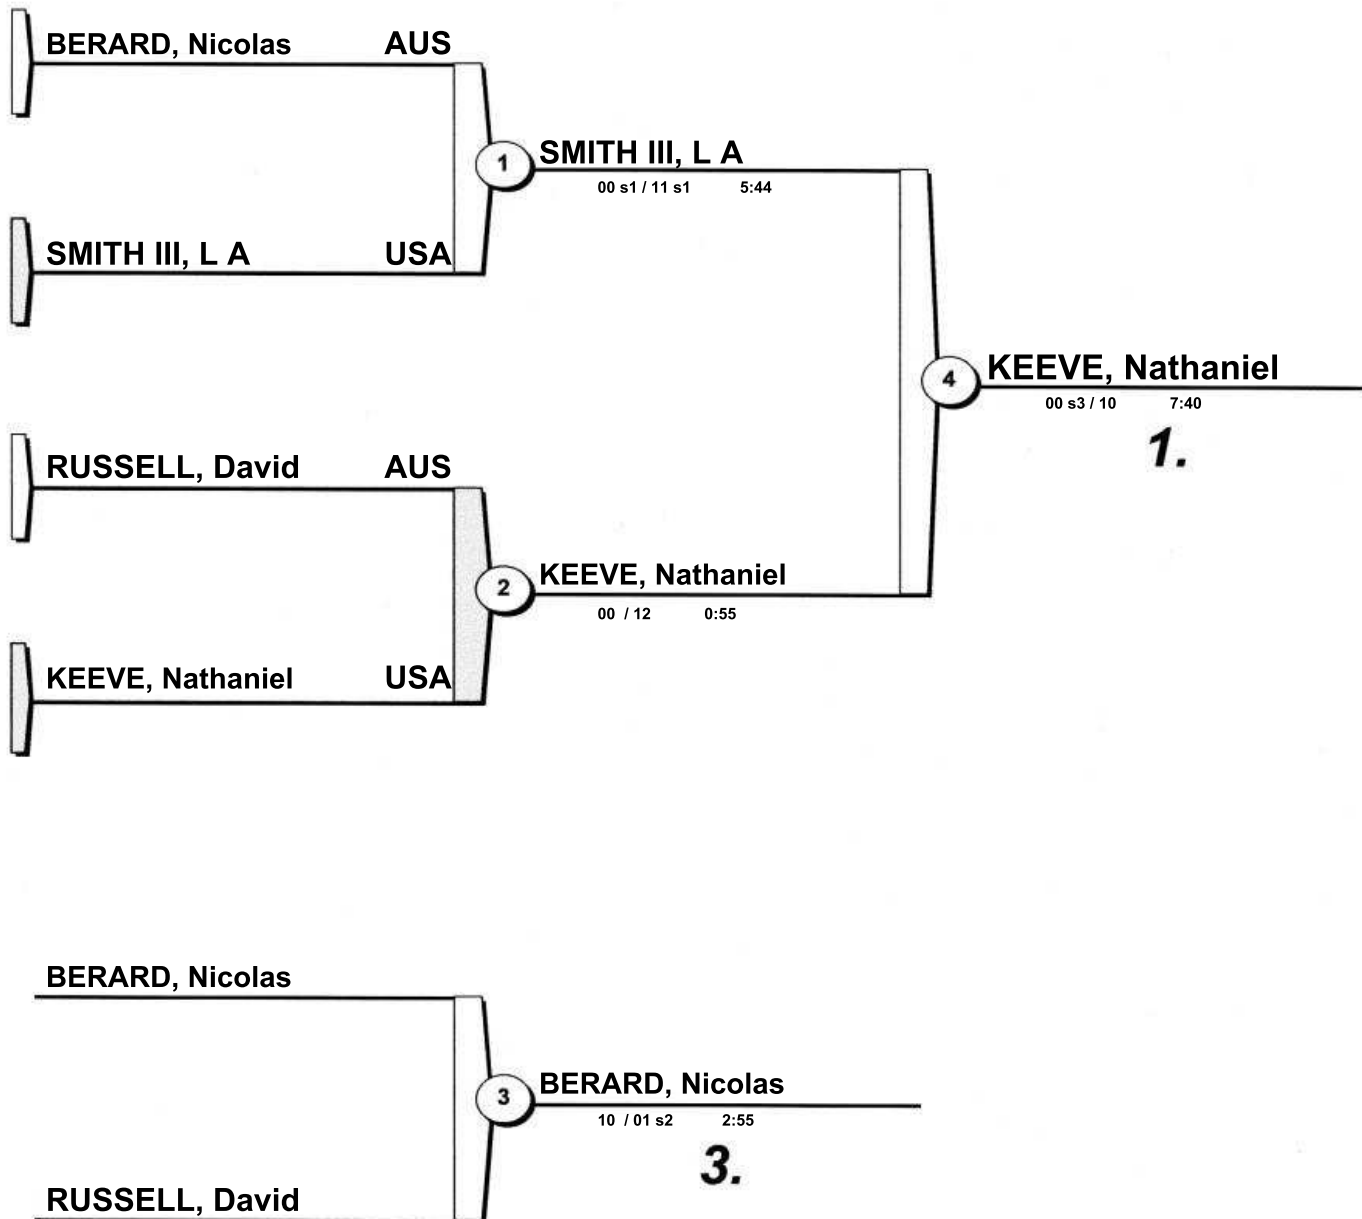 BERARD, Nicolas AUS
1 SMITH III, L A
00 s1 / 11 s1 5:44
SMITH III, L A USA
4 KEEVE, Nathaniel
00 s3 / 10 7:40
1.
RUSSELL, David AUS
2 KEEVE, Nathaniel
00 / 12 0:55
KEEVE, Nathaniel USA
BERARD, Nicolas
3 BERARD, Nicolas
10 / 01 s2 2:55
3.
RUSSELL, David